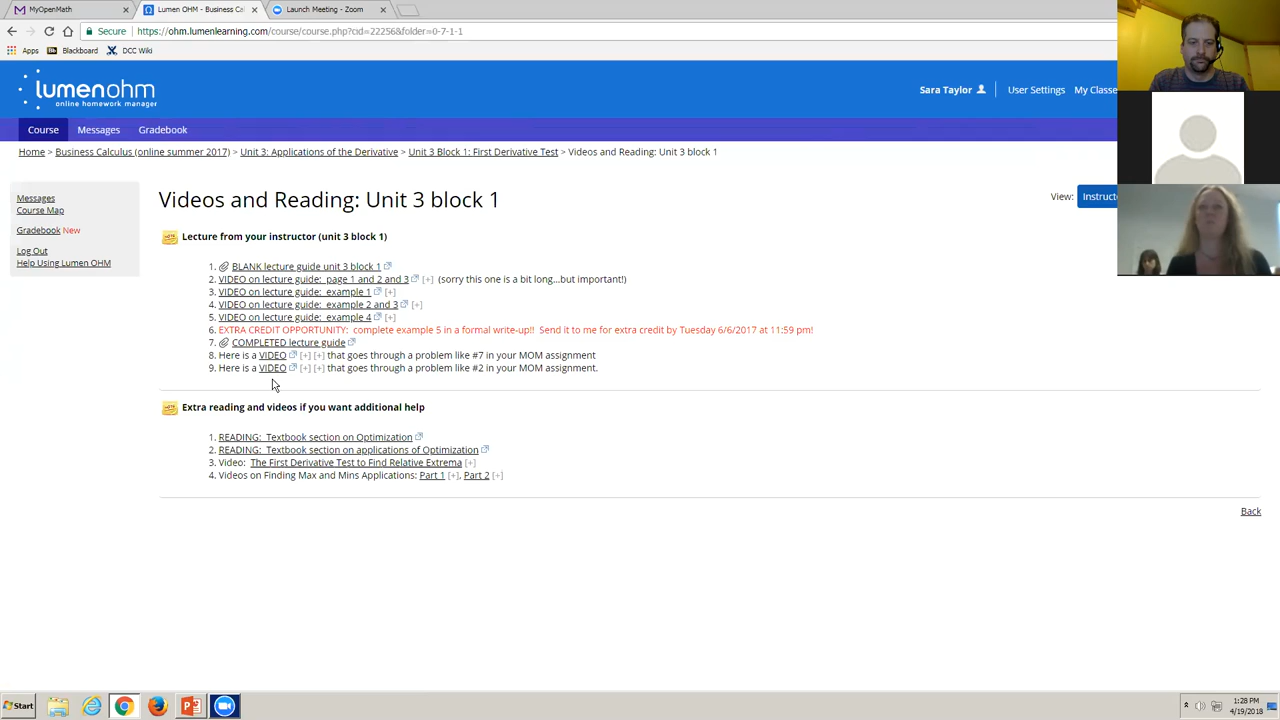 MyOpenMath
Lumen OHM - Business Cal
Launch Meeting - Zoom
Secure https://ohm.lumenlearning.com/course/course.php?cid=22256&folder=0-7-1-1
Apps Blackboard DCC Wiki
lumenohm
online homework manager
Sara Taylor User Settings My Classe
Course Messages Gradebook
Home > Business Calculus (online summer 2017) > Unit 3: Applications of the Derivative > Unit 3 Block 1: First Derivative Test > Videos and Reading: Unit 3 block 1
Messages
Course Map
Gradebook New
Log Out
Help Using Lumen OHM
Videos and Reading: Unit 3 block 1
View: Instructo
Lecture from your instructor (unit 3 block 1)
1. BLANK lecture guide unit 3 block 1
2. VIDEO on lecture guide: page 1 and 2 and 3 [+] (sorry this one is a bit long...but important!)
3. VIDEO on lecture guide: example 1 [+]
4. VIDEO on lecture guide: example 2 and 3 [+]
5. VIDEO on lecture guide: example 4 [+]
6. EXTRA CREDIT OPPORTUNITY: complete example 5 in a formal write-up!! Send it to me for extra credit by Tuesday 6/6/2017 at 11:59 pm!
7. COMPLETED lecture guide
8. Here is a VIDEO [+] [+] that goes through a problem like #7 in your MOM assignment
9. Here is a VIDEO [+] [+] that goes through a problem like #2 in your MOM assignment.
Extra reading and videos if you want additional help
1. READING: Textbook section on Optimization
2. READING: Textbook section on applications of Optimization
3. Video: The First Derivative Test to Find Relative Extrema [+]
4. Videos on Finding Max and Mins Applications: Part 1 [+], Part 2 [+]
Back
Start
1:28 PM
4/19/2018